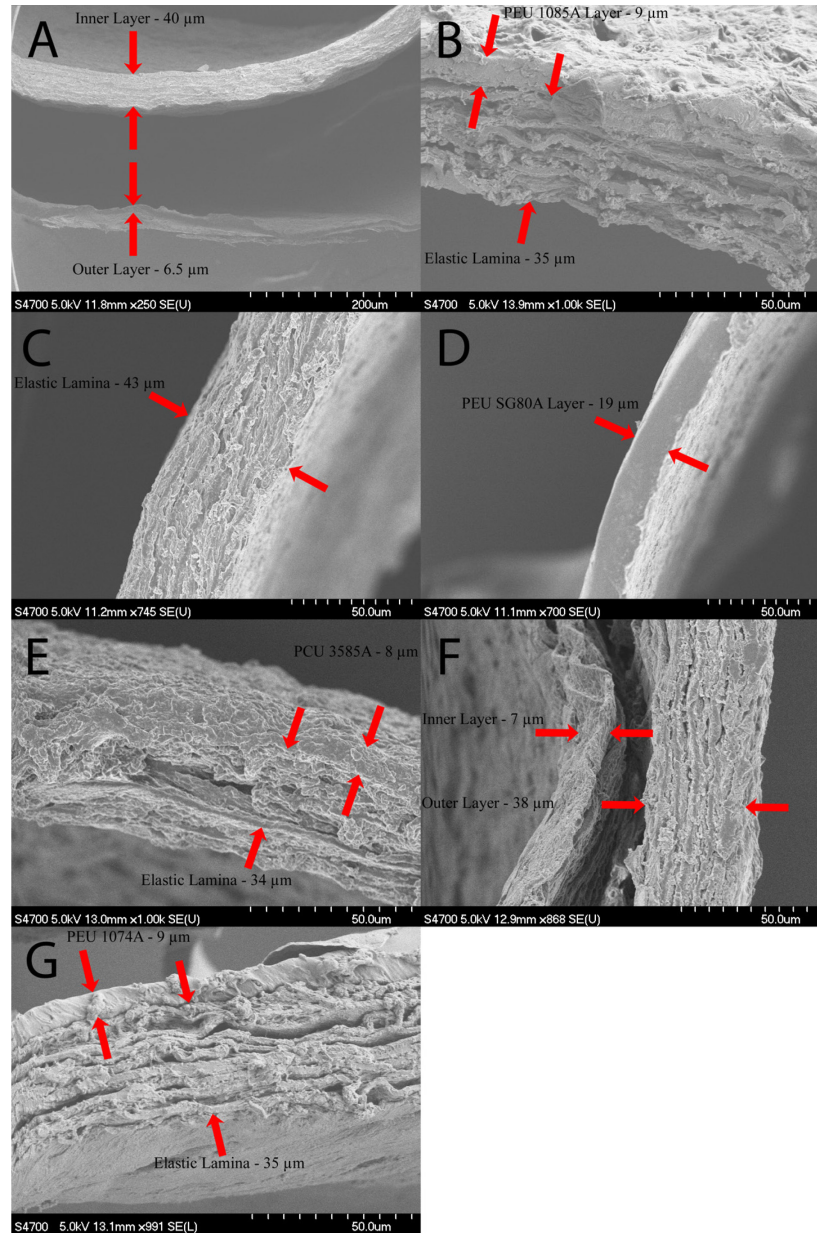 A
Inner Layer - 40 µm
Outer Layer - 6.5 µm
S4700 5.0kV 11.8mm x250 SE(U) 200um
B
PEU 1085A Layer - 9 µm
Elastic Lamina - 35 µm
S4700 5.0kV 13.9mm x1.00k SE(L) 50.0um
C
Elastic Lamina - 43 µm
S4700 5.0kV 11.2mm x745 SE(U) 50.0um
D
PEU SG80A Layer - 19 µm
S4700 5.0kV 11.1mm x700 SE(U) 50.0um
E
PCU 3585A - 8 µm
Elastic Lamina - 34 µm
S4700 5.0kV 13.0mm x1.00k SE(U) 50.0um
F
Inner Layer - 7 µm
Outer Layer - 38 µm
S4700 5.0kV 12.9mm x868 SE(U) 50.0um
G
PEU 1074A - 9 µm
Elastic Lamina - 35 µm
S4700 5.0kV 13.1mm x991 SE(L) 50.0um